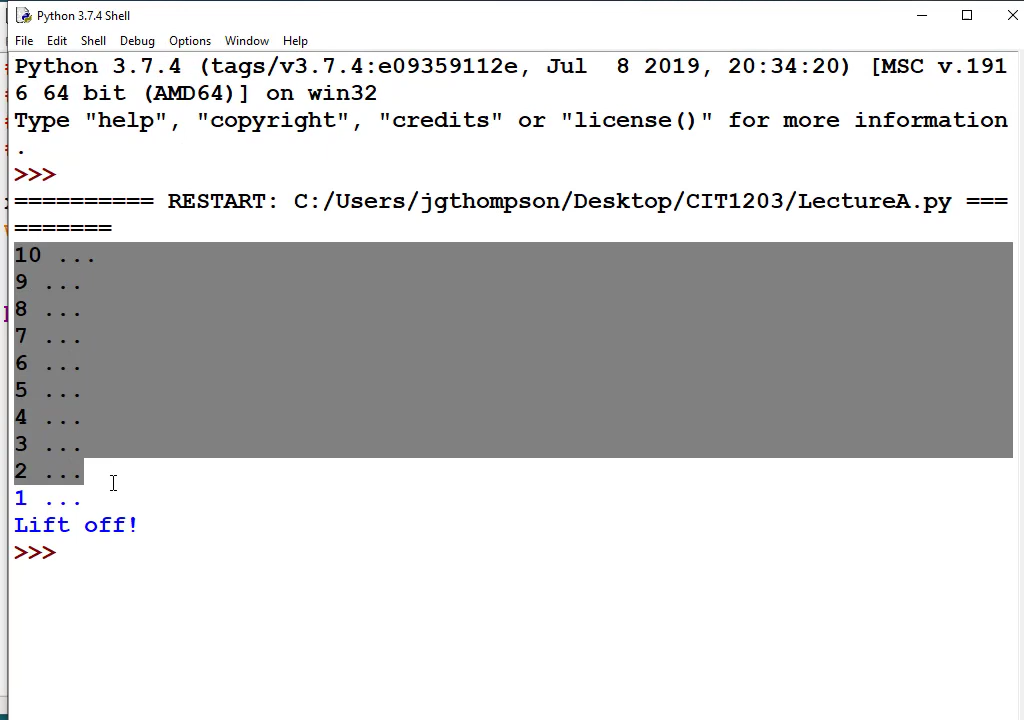 Python 3.7.4 Shell
File Edit Shell Debug Options Window Help
Python 3.7.4 (tags/v3.7.4:e09359112e, Jul  8 2019, 20:34:20) [MSC v.191
6 64 bit (AMD64)] on win32
Type "help", "copyright", "credits" or "license()" for more information
.
>>>
========== RESTART: C:/Users/jgthompson/Desktop/CIT1203/LectureA.py ===
=======
10 ...
9 ...
8 ...
7 ...
6 ...
5 ...
4 ...
3 ...
2 ...
1 ...
Lift off!
>>>